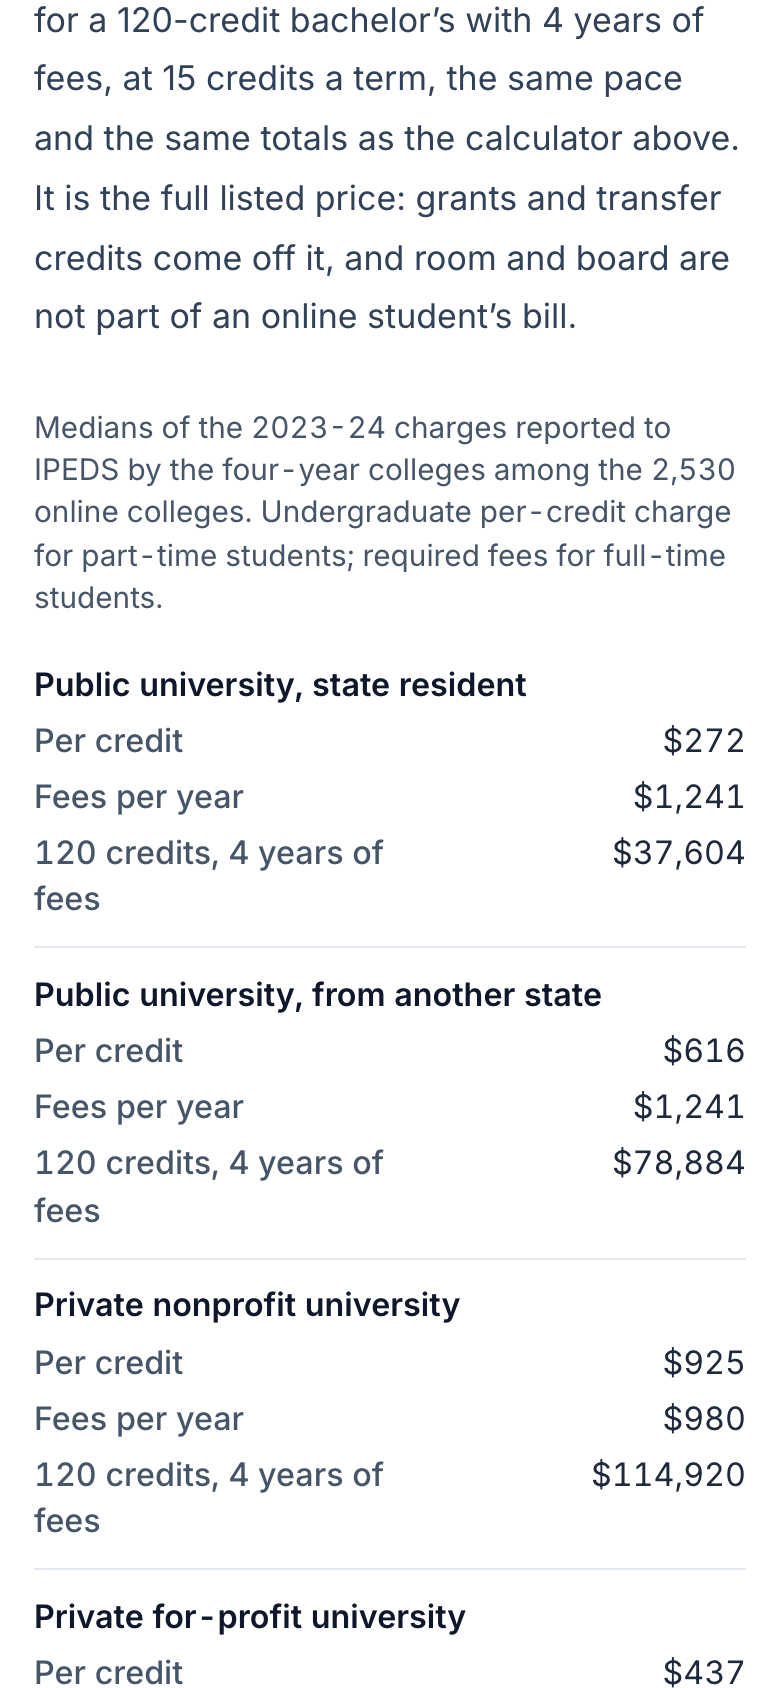 for a 120-credit bachelor’s with 4 years of
fees, at 15 credits a term, the same pace
and the same totals as the calculator above.
It is the full listed price: grants and transfer
credits come off it, and room and board are
not part of an online student’s bill.
Medians of the 2023-24 charges reported to
IPEDS by the four-year colleges among the 2,530
online colleges. Undergraduate per-credit charge
for part-time students; required fees for full-time
students.
Public university, state resident
Per credit $272
Fees per year $1,241
120 credits, 4 years of $37,604
fees
Public university, from another state
Per credit $616
Fees per year $1,241
120 credits, 4 years of $78,884
fees
Private nonprofit university
Per credit $925
Fees per year $980
120 credits, 4 years of $114,920
fees
Private for-profit university
Per credit $437